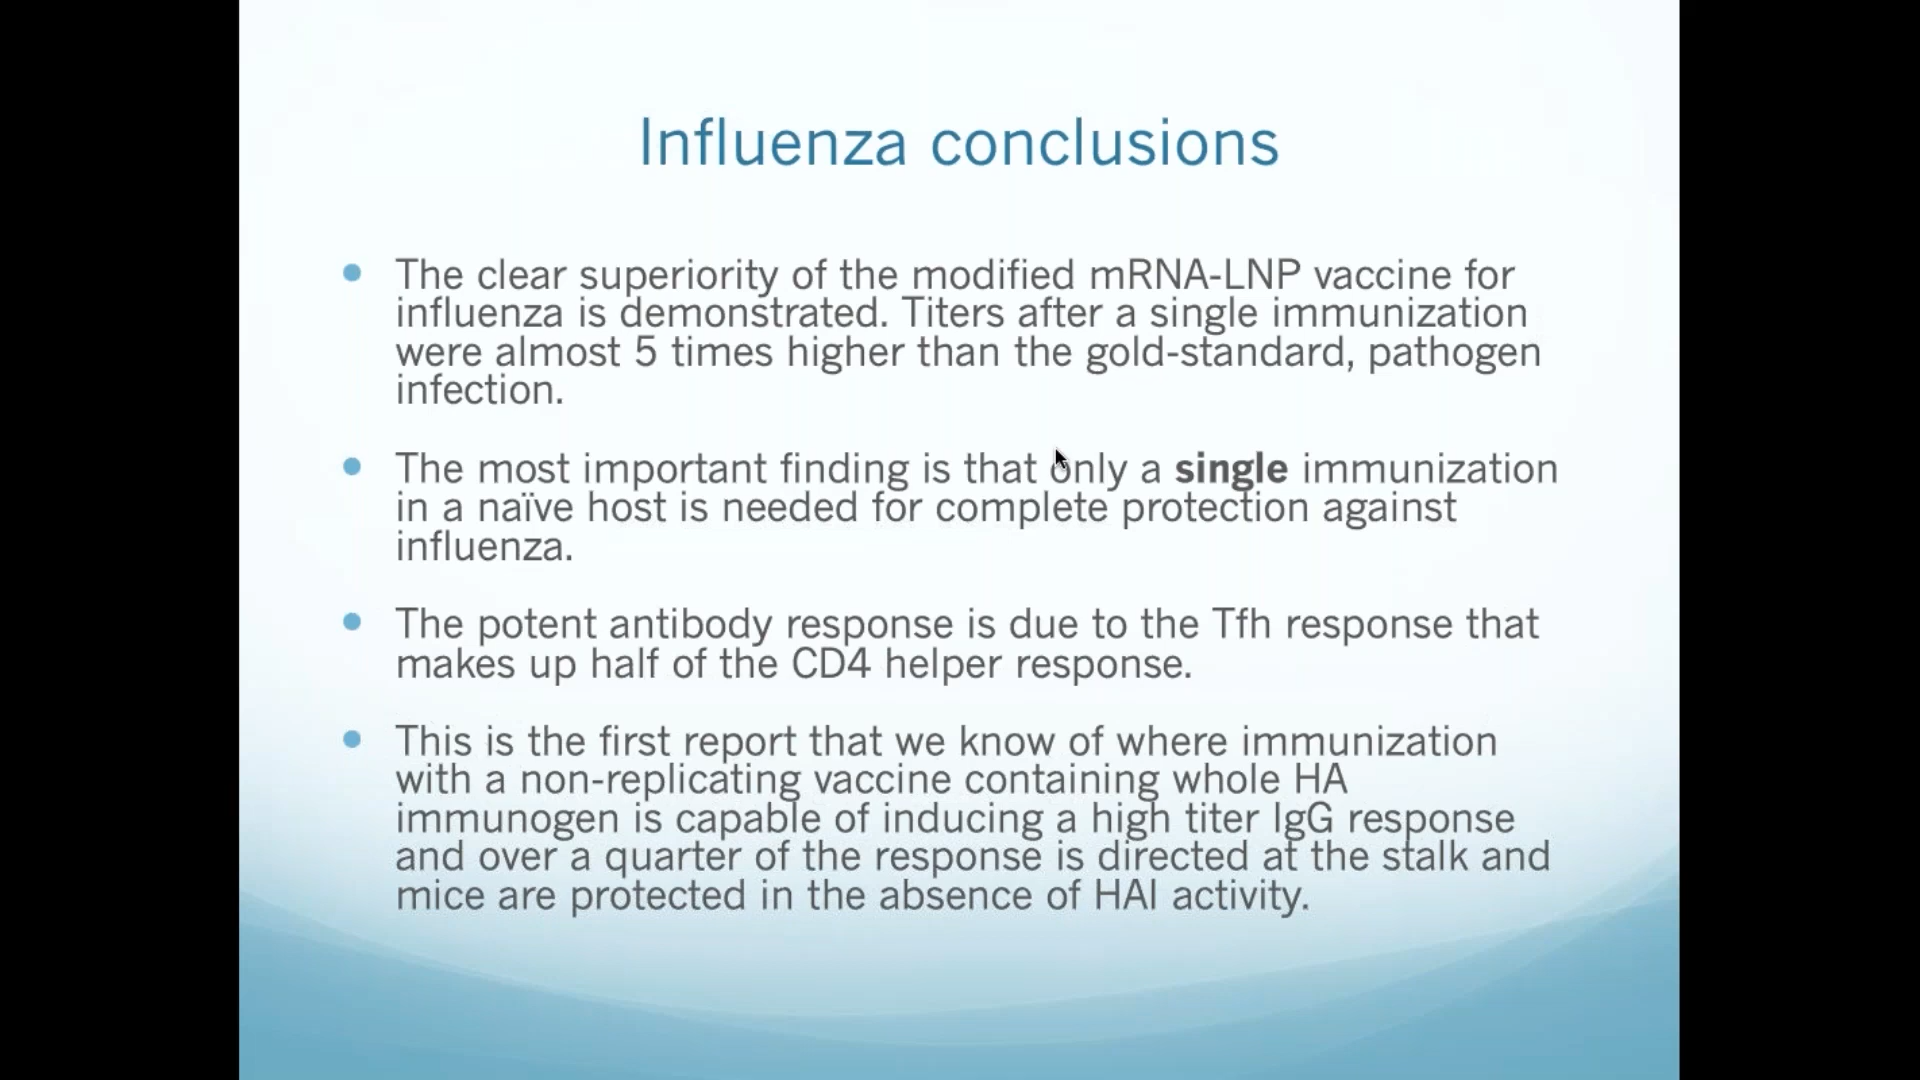 Influenza conclusions
• The clear superiority of the modified mRNA-LNP vaccine for
influenza is demonstrated. Titers after a single immunization
were almost 5 times higher than the gold-standard, pathogen
infection.
• The most important finding is that only a single immunization
in a naïve host is needed for complete protection against
influenza.
• The potent antibody response is due to the Tfh response that
makes up half of the CD4 helper response.
• This is the first report that we know of where immunization
with a non-replicating vaccine containing whole HA
immunogen is capable of inducing a high titer IgG response
and over a quarter of the response is directed at the stalk and
mice are protected in the absence of HAI activity.